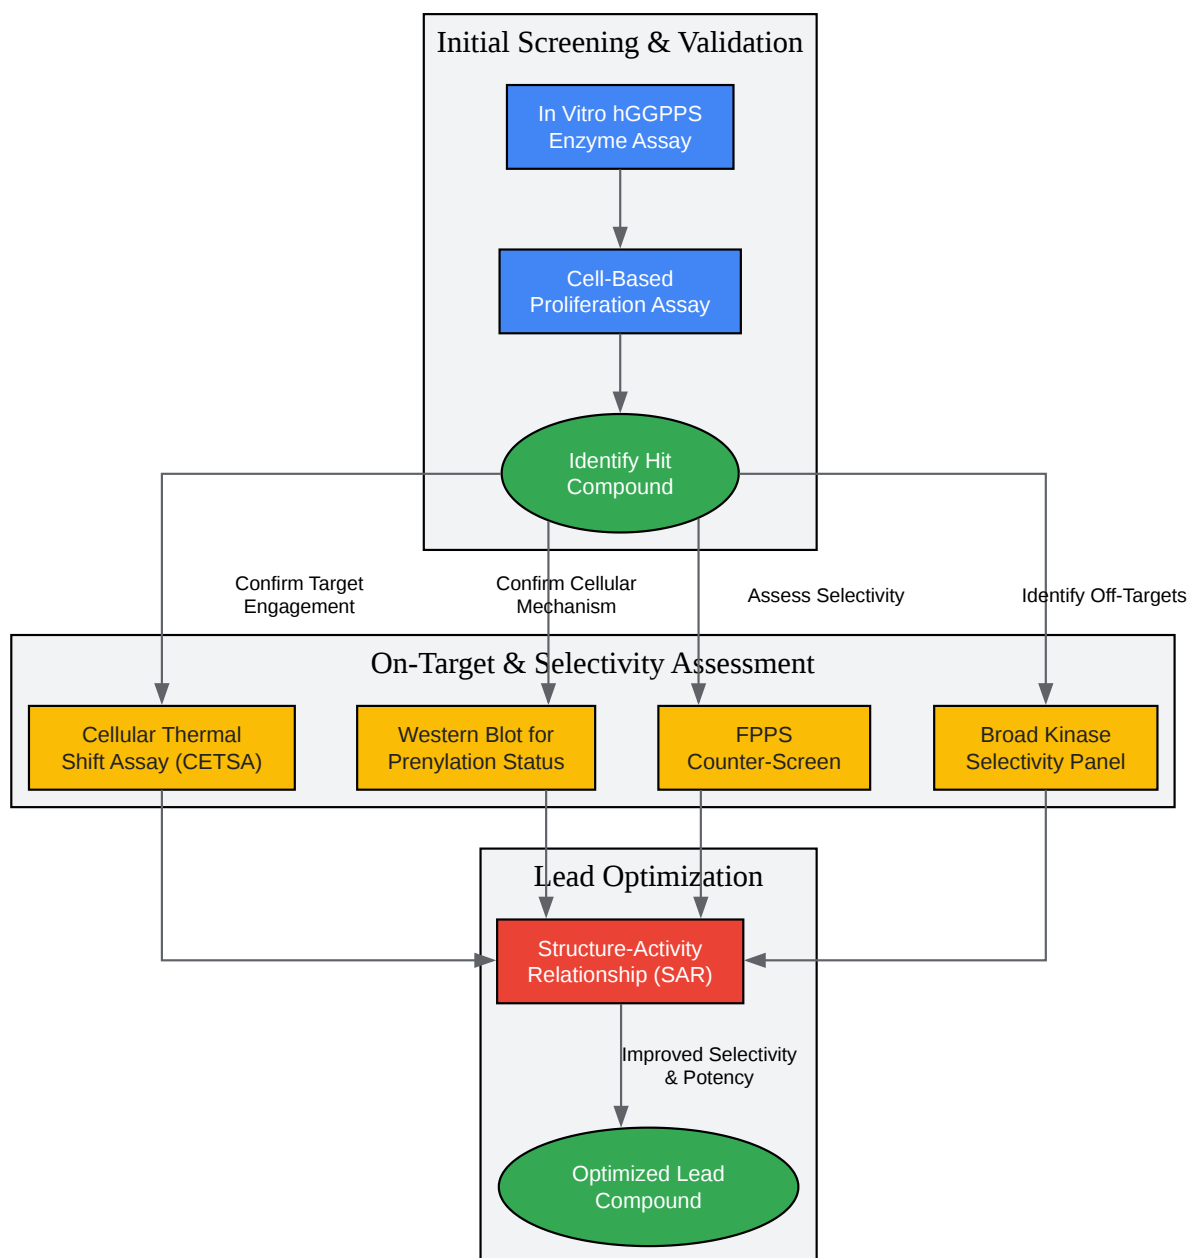 Initial Screening & Validation
In Vitro hGGPPS
Enzyme Assay
Cell-Based
Proliferation Assay
Identify Hit
Compound
Confirm Target
Engagement
Confirm Cellular
Mechanism
Assess Selectivity
Identify Off-Targets
On-Target & Selectivity Assessment
Cellular Thermal
Shift Assay (CETSA)
Western Blot for
Prenylation Status
FPPS
Counter-Screen
Broad Kinase
Selectivity Panel
Lead Optimization
Structure-Activity
Relationship (SAR)
Improved Selectivity
& Potency
Optimized Lead
Compound